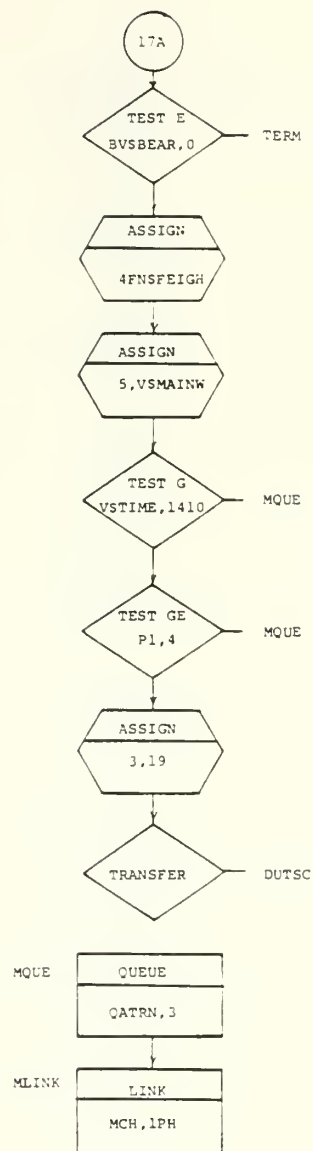 17A
TEST E
BVSBEAR,0
TERM
ASSIGN
4FNSFEIGH
ASSIGN
5,VSMAINW
TEST G
VSTIME,1410
MQUE
TEST GE
P1,4
MQUE
ASSIGN
3,19
TRANSFER
DUTSC
MQUE
QUEUE
QATRN,3
MLINK
LINK
MCH,1PH